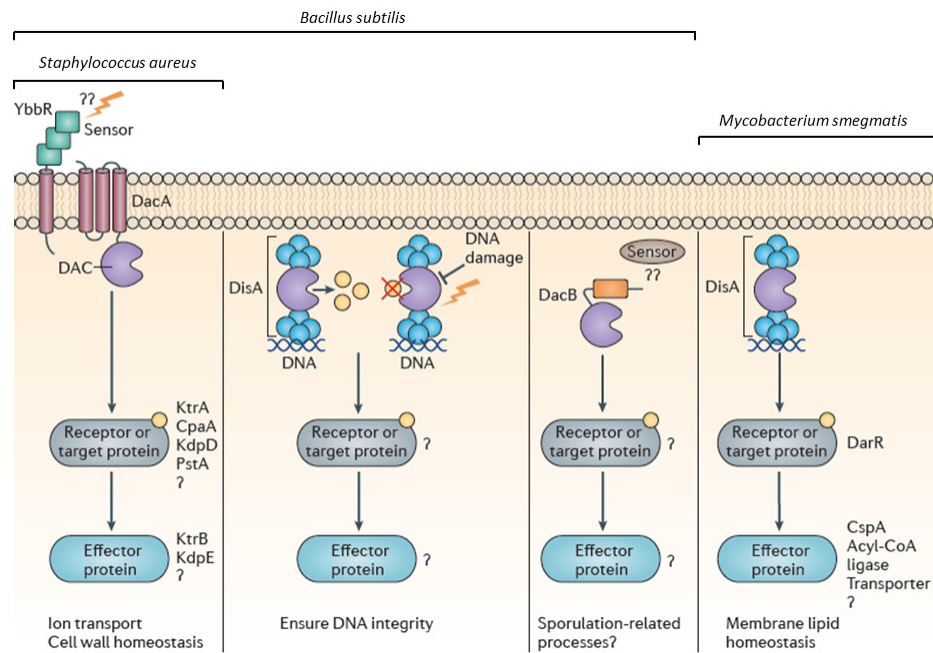 Bacillus subtilis
Staphylococcus aureus
Mycobacterium smegmatis
??
YbbR
Sensor
DacA
DAC
DisA
DNA
damage
DNA
DNA
Sensor
??
DacB
DisA
Receptor or
target protein
KtrA
CpaA
KdpD
PstA
?
Receptor or
target protein
?
Receptor or
target protein
?
Receptor or
target protein
DarR
Effector
protein
KtrB
KdpE
?
Effector
protein
?
Effector
protein
?
Effector
protein
CspA
Acyl-CoA
ligase
Transporter
?
Ion transport
Cell wall homeostasis
Ensure DNA integrity
Sporulation-related
processes?
Membrane lipid
homeostasis